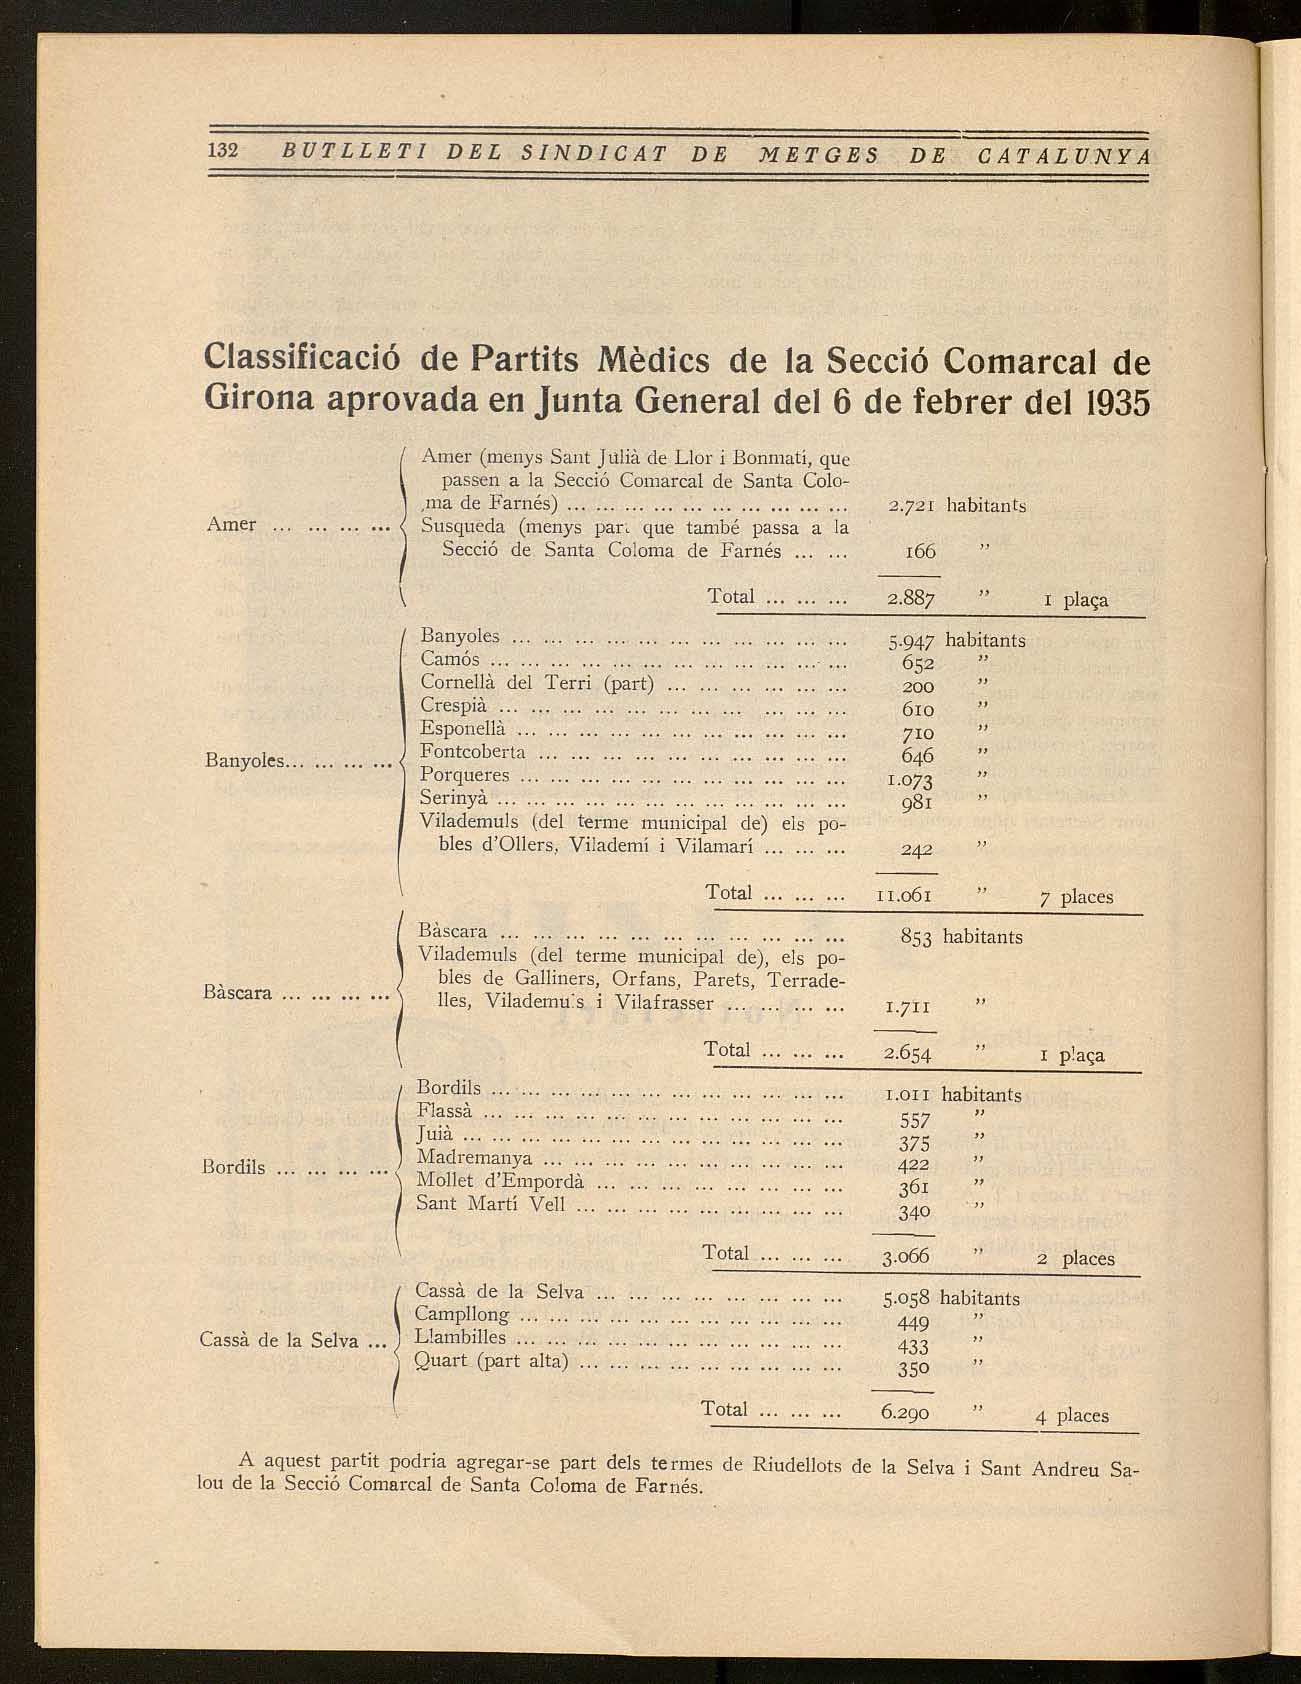 132 BUTLLETI DEL SINDICAT DE METGES DE CATALUNYA
Classificació de Partits Mèdics de la Secció Comarcal de
Girona aprovada en Junta General del 6 de febrer del 1935
Amer (menys Sant Julià de Llor i Bonmatí, que
passen a la Secció Comarcal de Santa Colo-
ma de Farnés) ... ... ... ... ... ... ... ... ... ... 2.721 habitants
Amer ... ... ... ... Susqueda (menys part que també passa a la
Secció de Santa Coloma de Farnés ... ... 166 ”
Total ... ... ... 2.887 ” 1 plaça
Banyoles ... ... ... ... ... ... ... ... ... ... ... 5.947 habitants
Camós ... ... ... ... ... ... ... ... ... ... ... ... 652 ”
Cornellà del Terri (part) ... ... ... ... ... ... 200 ”
Crespià ... ... ... ... ... ... ... ... ... ... ... 610 ”
Esponellà ... ... ... ... ... ... ... ... ... ... ... 710 ”
Banyoles... ... ... ... Fontcoberta ... ... ... ... ... ... ... ... ... ... 646 ”
Porqueres ... ... ... ... ... ... ... ... ... ... ... 1.073 ”
Serinyà ... ... ... ... ... ... ... ... ... ... ... ... 981 ”
Vilademuls (del terme municipal de) els po-
bles d'Ollers, Vilademí i Vilamarí ... ... ... 242 ”
Total ... ... ... 11.061 ” 7 places
Bàscara ... ... ... ... ... ... ... ... ... ... ... 853 habitants
Vilademuls (del terme municipal de), els po-
bles de Galliners, Orfans, Parets, Terrade-
Bàscara ... ... ... ... lles, Vilademuls i Vilafrasser ... ... ... ... 1.711 ”
Total ... ... ... 2.654 ” 1 plaça
Bordils ... ... ... ... ... ... ... ... ... ... ... ... 1.011 habitants
Flassà ... ... ... ... ... ... ... ... ... ... ... ... 557 ”
Juià ... ... ... ... ... ... ... ... ... ... ... ... ... 375 ”
Bordils ... ... ... ... Madremanya ... ... ... ... ... ... ... ... ... ... 422 ”
Mollet d'Empordà ... ... ... ... ... ... ... ... 361 ”
Sant Martí Vell ... ... ... ... ... ... ... ... ... 340 ”
Total ... ... ... 3.066 ” 2 places
Cassà de la Selva ... ... ... ... ... ... ... ... 5.058 habitants
Campllong ... ... ... ... ... ... ... ... ... ... ... 449 ”
Cassà de la Selva ... Llambilles ... ... ... ... ... ... ... ... ... ... ... 433 ”
Quart (part alta) ... ... ... ... ... ... ... ... ... 350 ”
Total ... ... ... 6.290 ” 4 places
A aquest partit podria agregar-se part dels termes de Riudellots de la Selva i Sant Andreu Sa-
lou de la Secció Comarcal de Santa Coloma de Farnés.